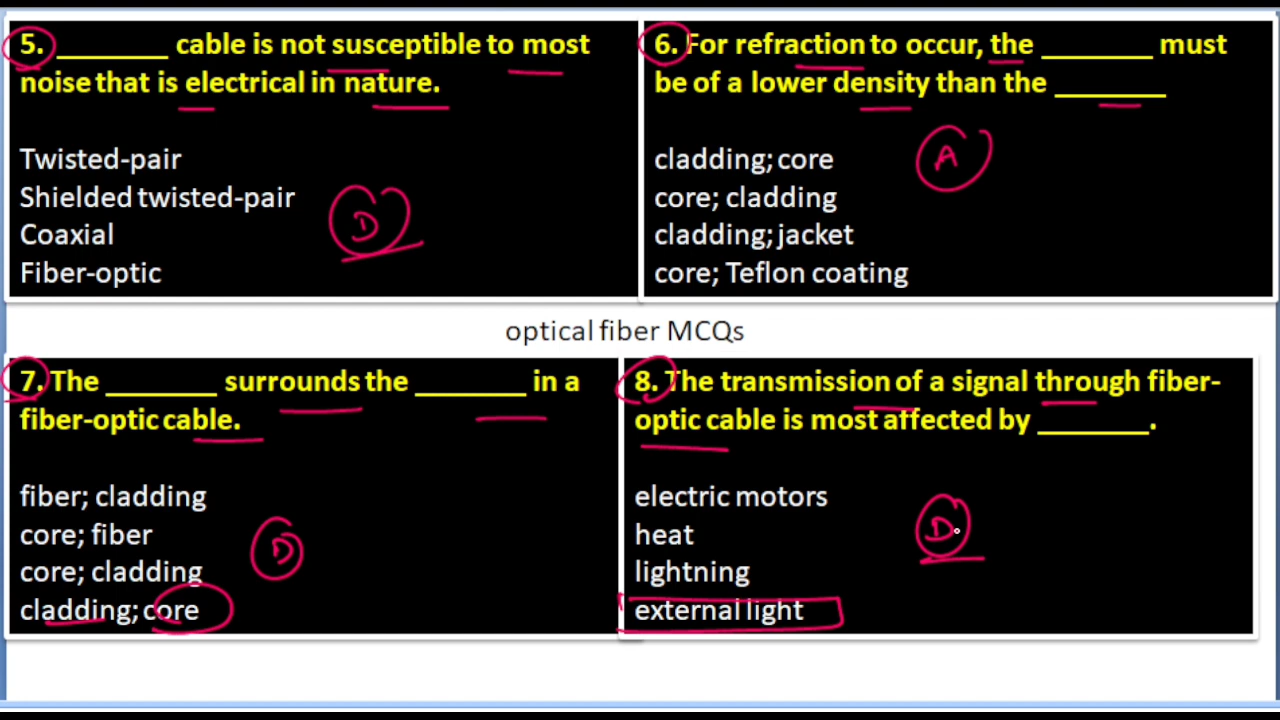 5. ________ cable is not susceptible to most
noise that is electrical in nature.
Twisted-pair
Shielded twisted-pair
Coaxial
Fiber-optic
D
6. For refraction to occur, the ________ must
be of a lower density than the ________
cladding; core
core; cladding
cladding; jacket
core; Teflon coating
A
optical fiber MCQs
7. The ________ surrounds the ________ in a
fiber-optic cable.
fiber; cladding
core; fiber
core; cladding
cladding; core
D
8. The transmission of a signal through fiber-
optic cable is most affected by ________.
electric motors
heat
lightning
external light
D